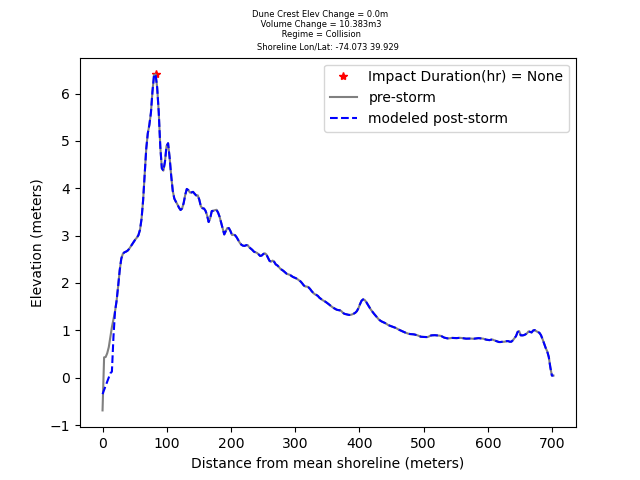 Dune Crest Elev Change = 0.0m
Volume Change = 10.383m3
Regime = Collision
Shoreline Lon/Lat: -74.073 39.929
Impact Duration(hr) = None
pre-storm
modeled post-storm
6
5
4
3
2
1
0
−1
Elevation (meters)
0 100 200 300 400 500 600 700
Distance from mean shoreline (meters)